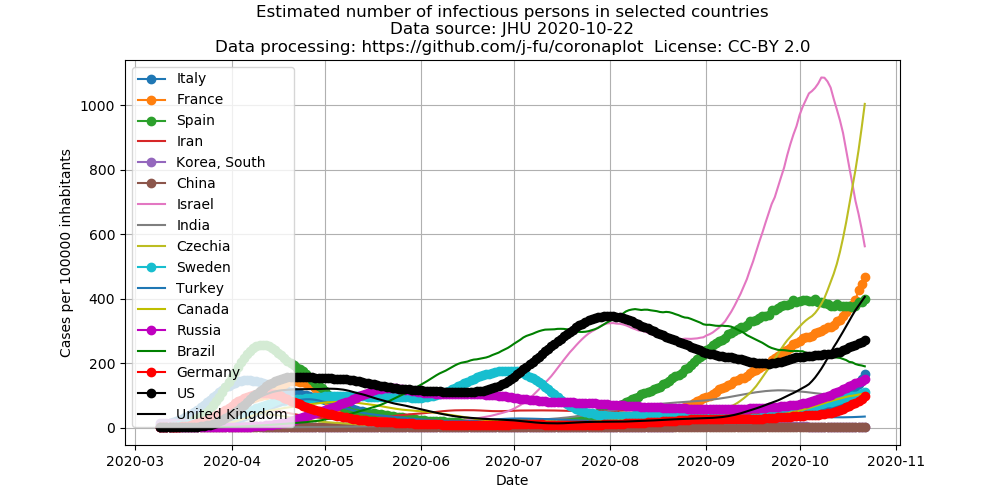 Estimated number of infectious persons in selected countries
Data source: JHU 2020-10-22
Data processing: https://github.com/j-fu/coronaplot  License: CC-BY 2.0
Cases per 100000 inhabitants
1000
800
600
400
200
0
Italy
France
Spain
Iran
Korea, South
China
Israel
India
Czechia
Sweden
Turkey
Canada
Russia
Brazil
Germany
US
United Kingdom
2020-03 2020-04 2020-05 2020-06 2020-07 2020-08 2020-09 2020-10 2020-11
Date